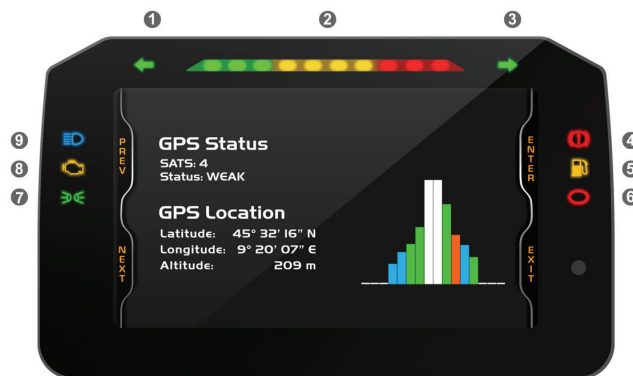 1
2
3
9
8
7
4
5
6
PREV
NEXT
ENTER
EXIT
GPS Status
SATS: 4
Status: WEAK
GPS Location
Latitude: 45° 32' 16" N
Longitude: 9° 20' 07" E
Altitude: 209 m